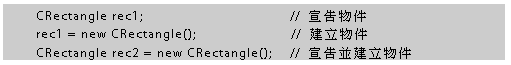 CRectangle rec1; // 宣告物件
rec1 = new CRectangle(); // 建立物件
CRectangle rec2 = new CRectangle(); // 宣告並建立物件